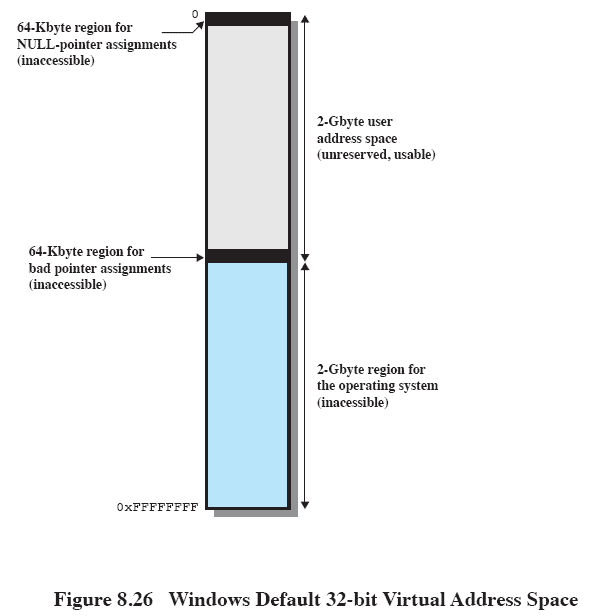 0
64-Kbyte region for
NULL-pointer assignments
(inaccessible)
2-Gbyte user
address space
(unreserved, usable)
64-Kbyte region for
bad pointer assignments
(inaccessible)
2-Gbyte region for
the operating system
(inacessible)
0xFFFFFFFF
Figure 8.26 Windows Default 32-bit Virtual Address Space